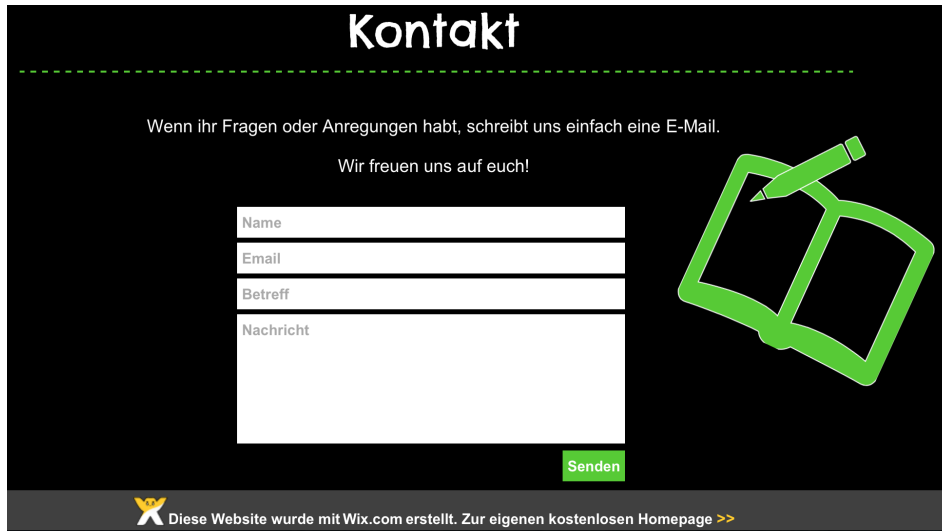 Kontakt
Wenn ihr Fragen oder Anregungen habt, schreibt uns einfach eine E-Mail.
Wir freuen uns auf euch!
Name
Email
Betreff
Nachricht
Senden
Diese Website wurde mit Wix.com erstellt. Zur eigenen kostenlosen Homepage >>